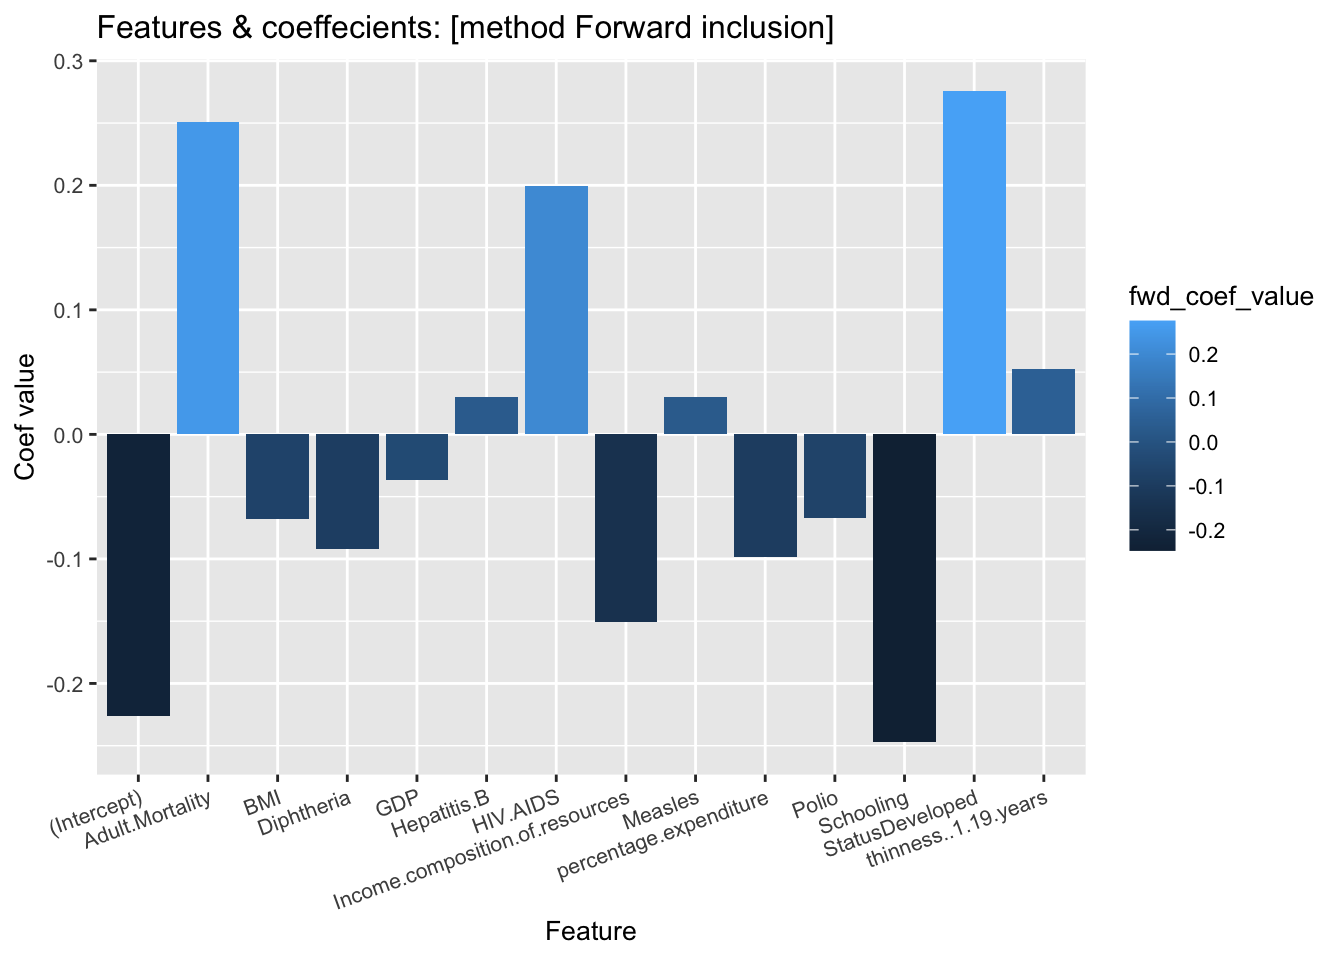 Features & coeffecients: [method Forward inclusion]
0.3
0.2
0.1
0.0
-0.1
-0.2
Coef value
(Intercept)
Adult.Mortality
BMI
Diphtheria
GDP
Hepatitis.B
HIV.AIDS
Income.composition.of.resources
Measles
percentage.expenditure
Polio
Schooling
StatusDeveloped
thinness..1.19.years
Feature
fwd_coef_value
0.2
0.1
0.0
-0.1
-0.2